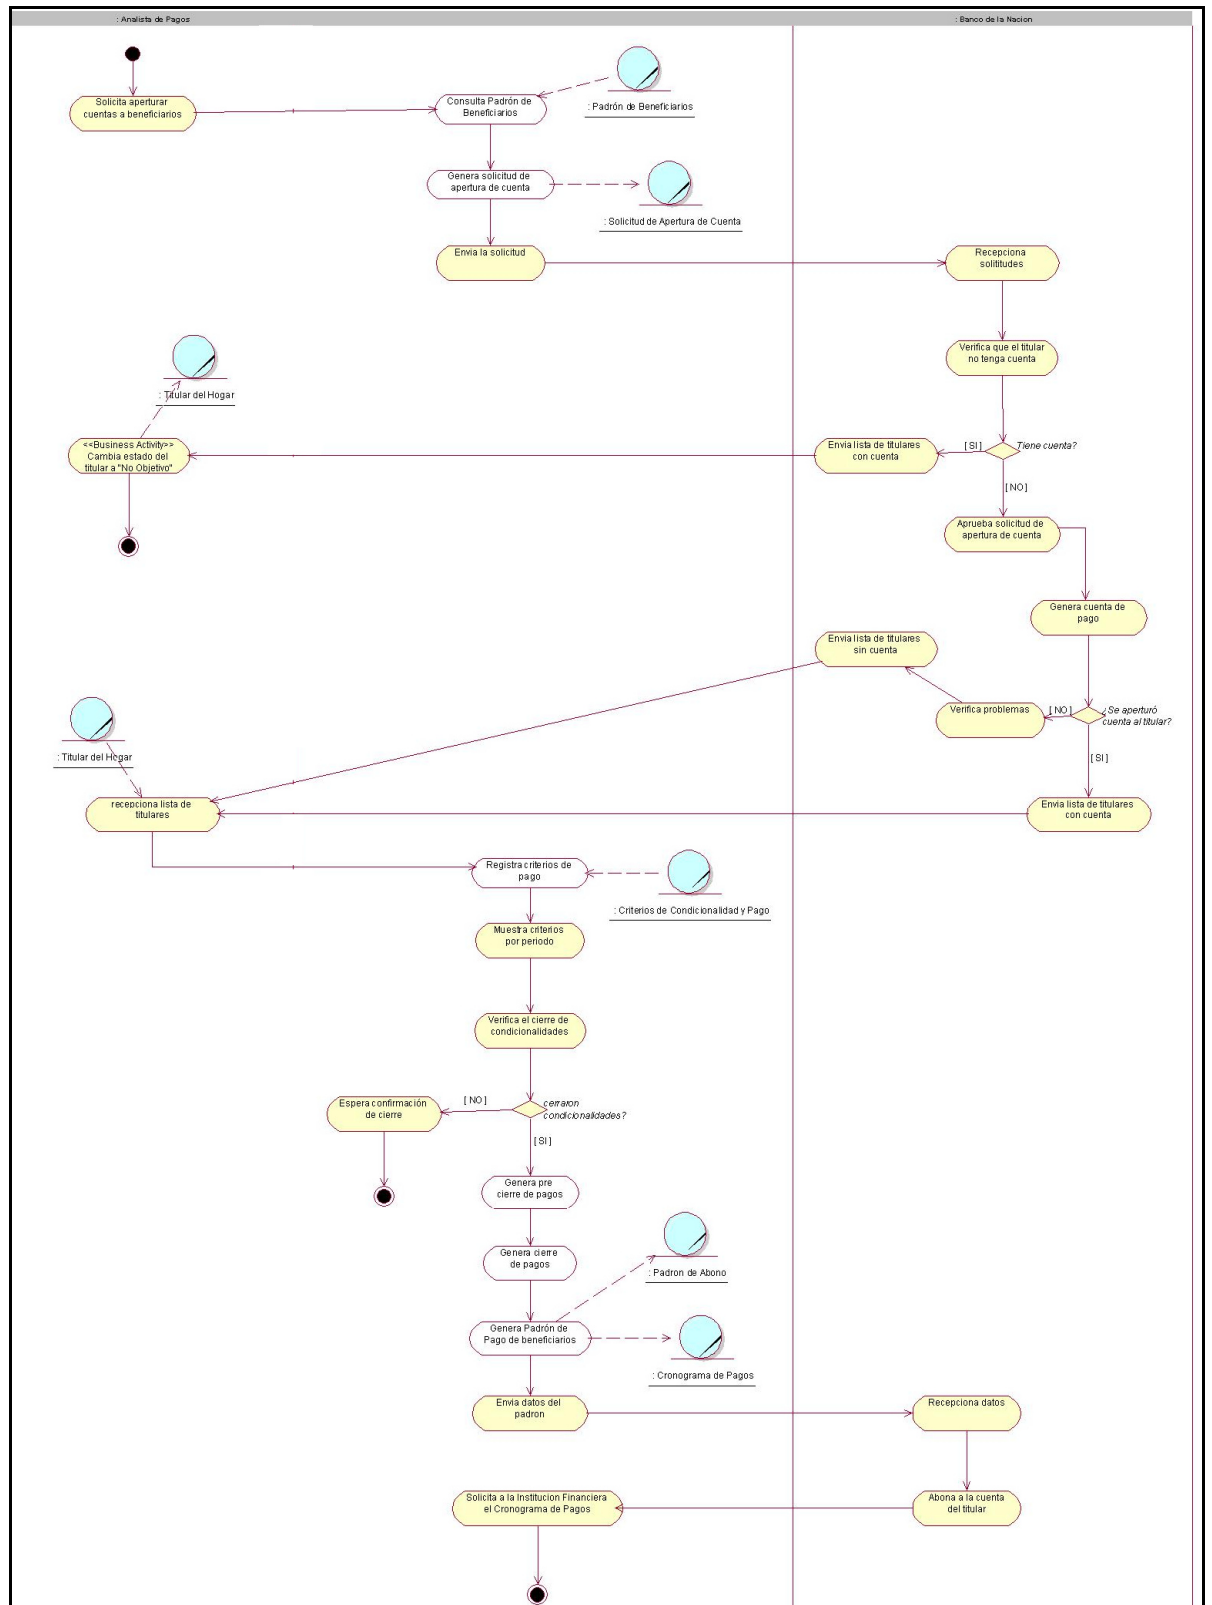 : Analista de Pagos
: Banco de la Nacion
Solicita aperturar
cuentas a beneficiarios
Consulta Padrón de
Beneficiarios
: Padrón de Beneficiarios
Genera solicitud de
apertura de cuenta
: Solicitud de Apertura de Cuenta
Envia la solicitud
Recepciona
solititudes
Verifica que el titular
no tenga cuenta
: Titular del Hogar
<<Business Activity>>
Cambia estado del
titular a "No Objetivo"
Envia lista de titulares
con cuenta
[ SI ]
Tiene cuenta?
[ NO ]
Aprueba solicitud de
apertura de cuenta
Genera cuenta de
pago
Envia lista de titulares
sin cuenta
Verifica problemas
[ NO ]
¿Se aperturó
cuenta al titular?
[ SI ]
: Titular del Hogar
recepciona lista de
titulares
Envia lista de titulares
con cuenta
Registra criterios de
pago
: Criterios de Condicionalidad y Pago
Muestra criterios
por periodo
Verifica el cierre de
condicionalidades
Espera confirmación
de cierre
[ NO ]
cerraron
condicionalidades?
[ SI ]
Genera pre
cierre de pagos
Genera cierre
de pagos
: Padron de Abono
Genera Padrón de
Pago de beneficiarios
: Cronograma de Pagos
Envia datos del
padron
Recepciona datos
Solicita a la Institucion Financiera
el Cronograma de Pagos
Abona a la cuenta
del titular